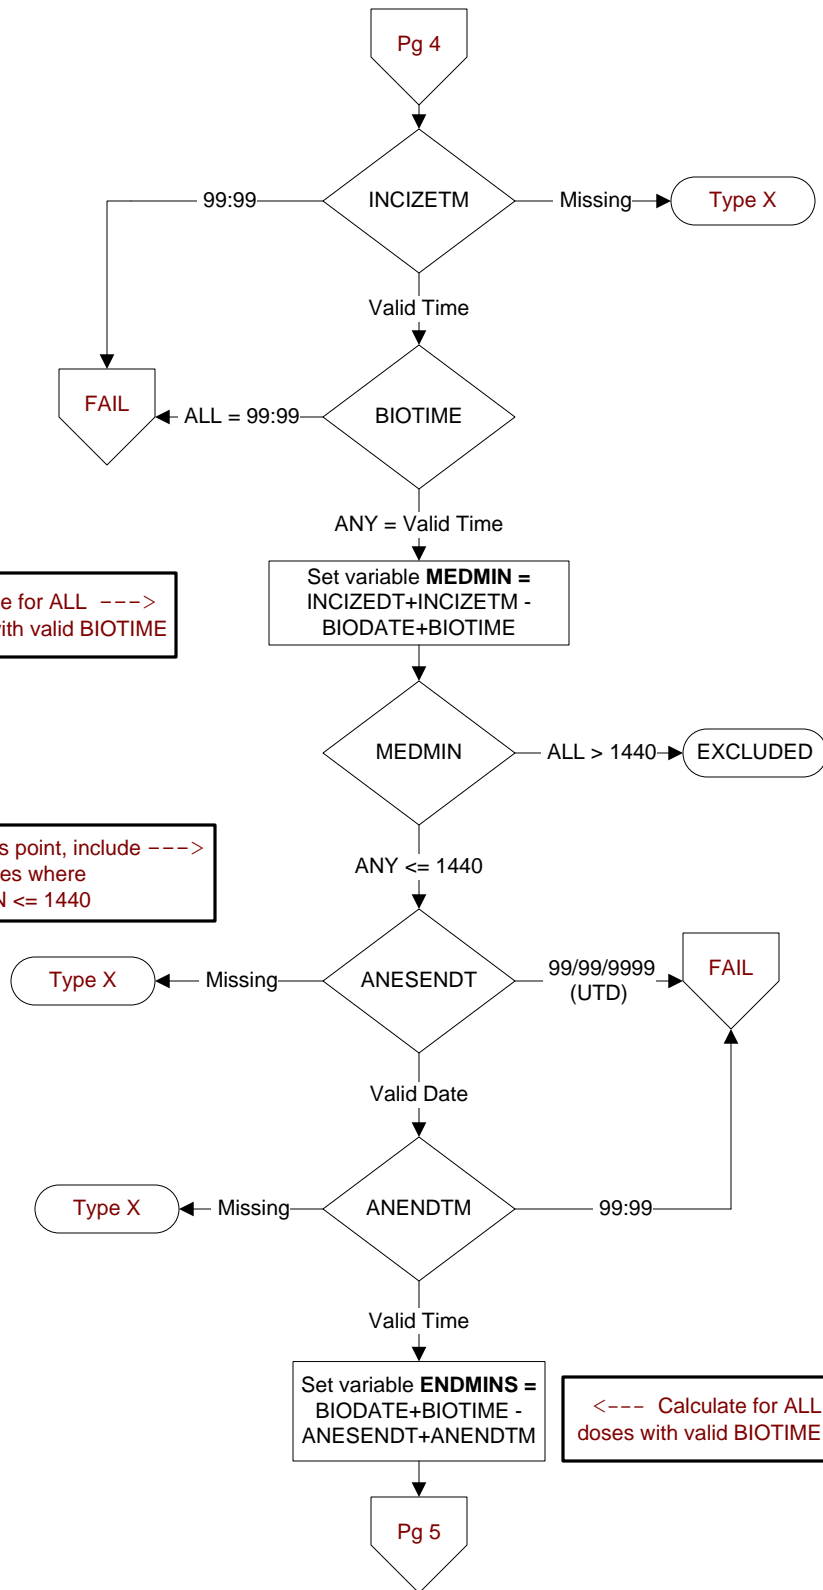 Pg 4
INCIZETM
99:99
Missing
Type X
Valid Time
FAIL
ALL = 99:99
BIOTIME
ANY = Valid Time
for ALL --->
valid BIOTIME
Set variable MEDMIN =
INCIZEDT+INCIZETM -
BIODATE+BIOTIME
MEDMIN
ALL > 1440
EXCLUDED
point, include --->
where
<= 1440
ANY <= 1440
Type X
Missing
ANESENDT
99/99/9999
(UTD)
FAIL
Valid Date
Type X
Missing
ANENDTM
99:99
Valid Time
Set variable ENDMINS =
BIODATE+BIOTIME -
ANESENDT+ANENDTM
<--- Calculate for ALL
doses with valid BIOTIME
Pg 5